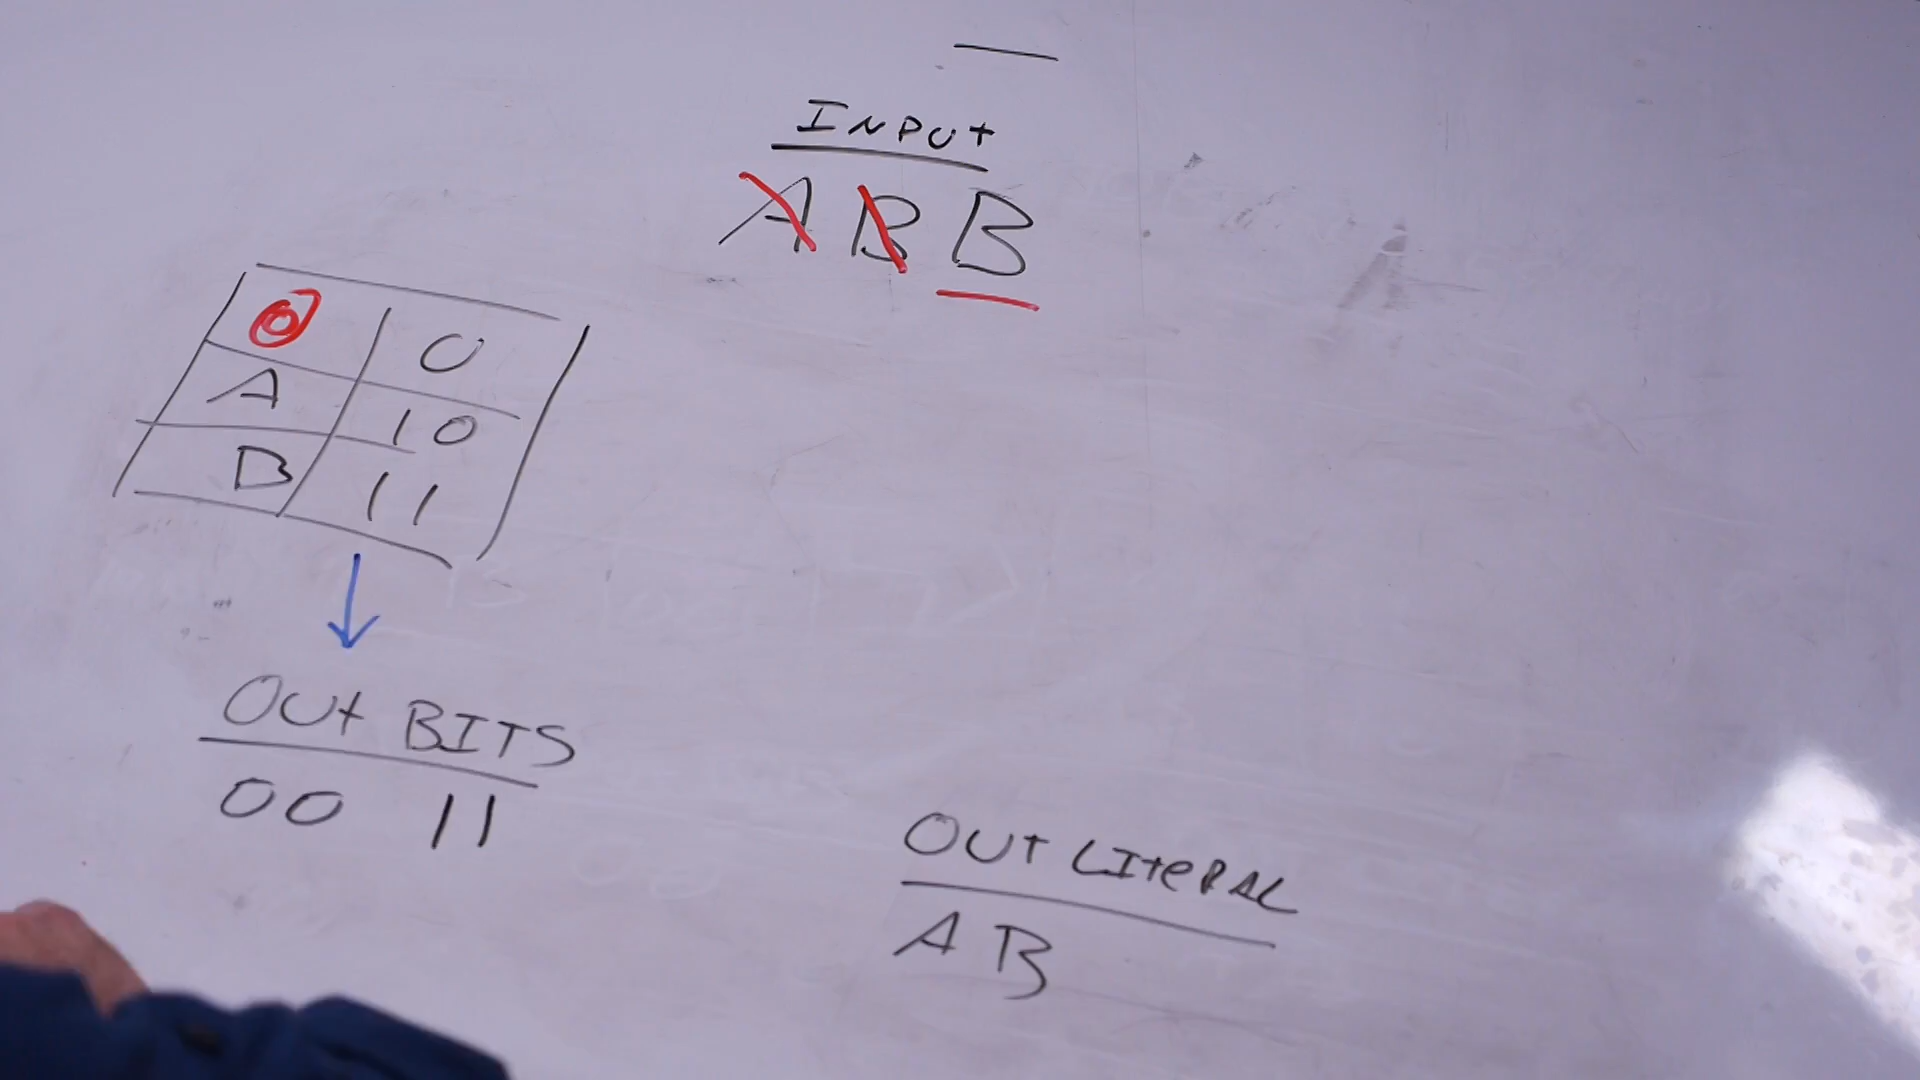 INPUT
A B B
0 0
A 10
B 11
OUT BITS
00 11
OUT LITERAL
A B